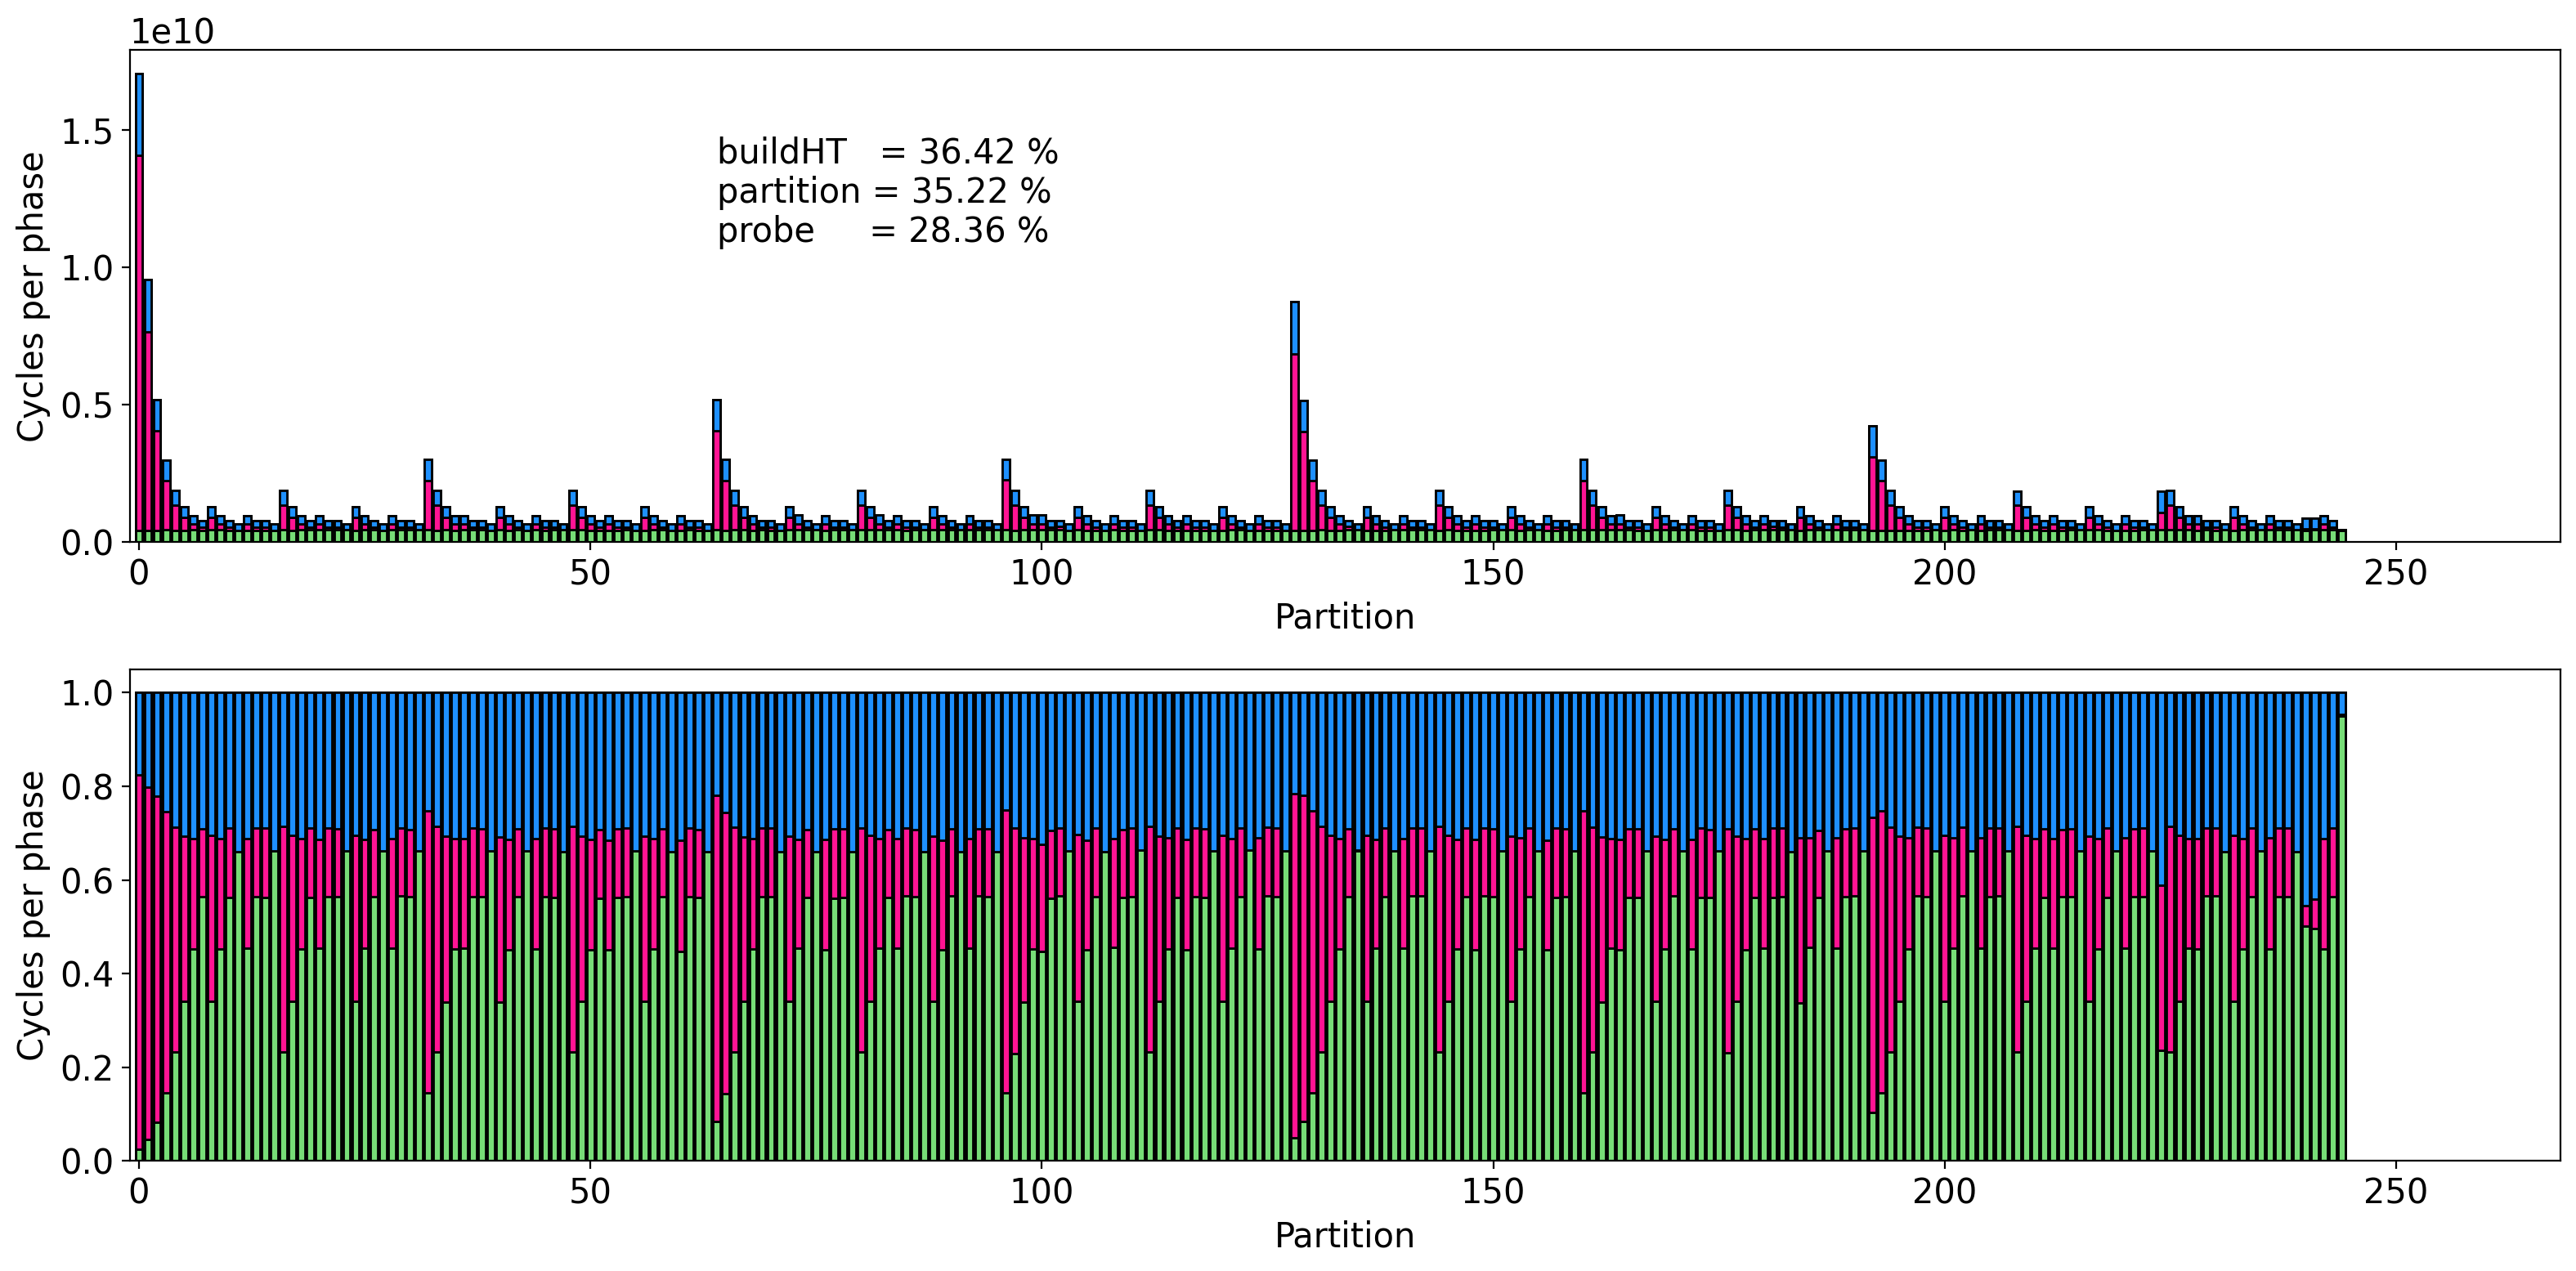 1e10
Cycles per phase
1.5
1.0
0.5
0.0
buildHT = 36.42 %
partition = 35.22 %
probe = 28.36 %
0 50 100 150 200 250
Partition
Cycles per phase
1.0
0.8
0.6
0.4
0.2
0.0
0 50 100 150 200 250
Partition